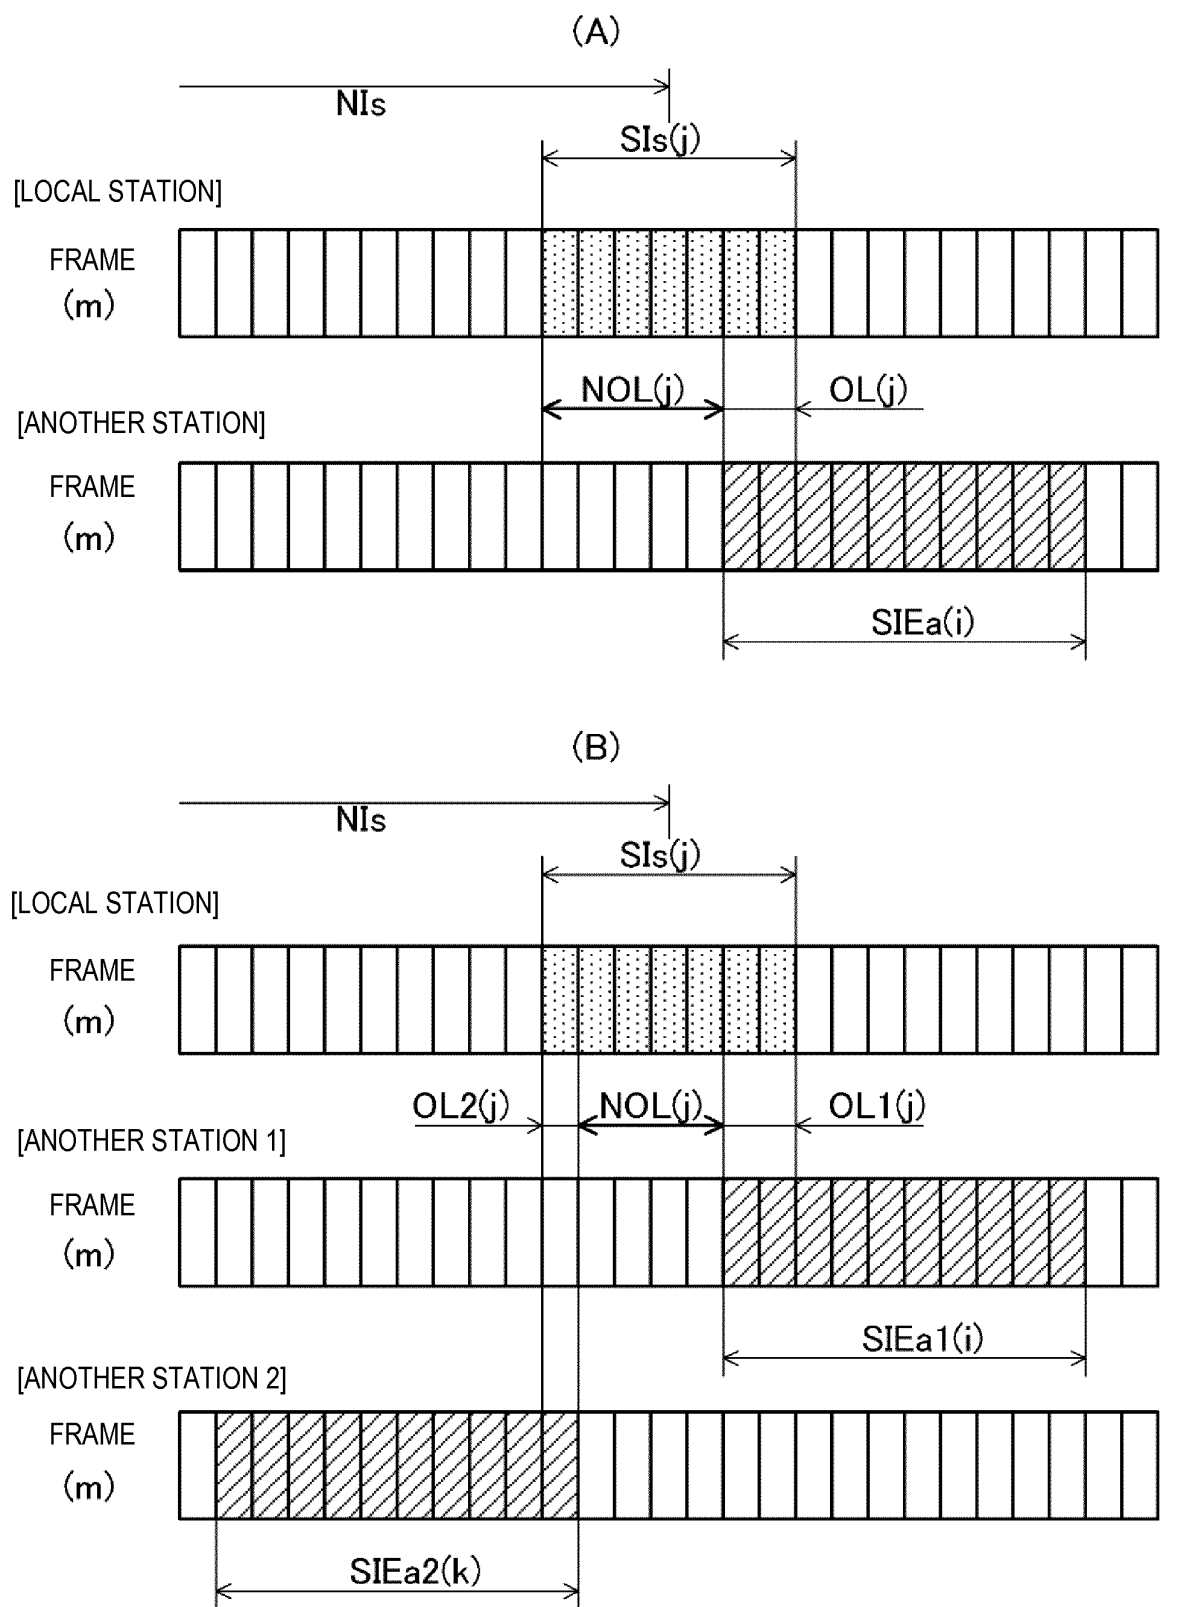 (A)
NIs
SIs(j)
[LOCAL STATION]
FRAME
(m)
NOL(j)
OL(j)
[ANOTHER STATION]
FRAME
(m)
SIEa(i)
(B)
NIs
SIs(j)
[LOCAL STATION]
FRAME
(m)
OL2(j)
NOL(j)
OL1(j)
[ANOTHER STATION 1]
FRAME
(m)
SIEa1(i)
[ANOTHER STATION 2]
FRAME
(m)
SIEa2(k)